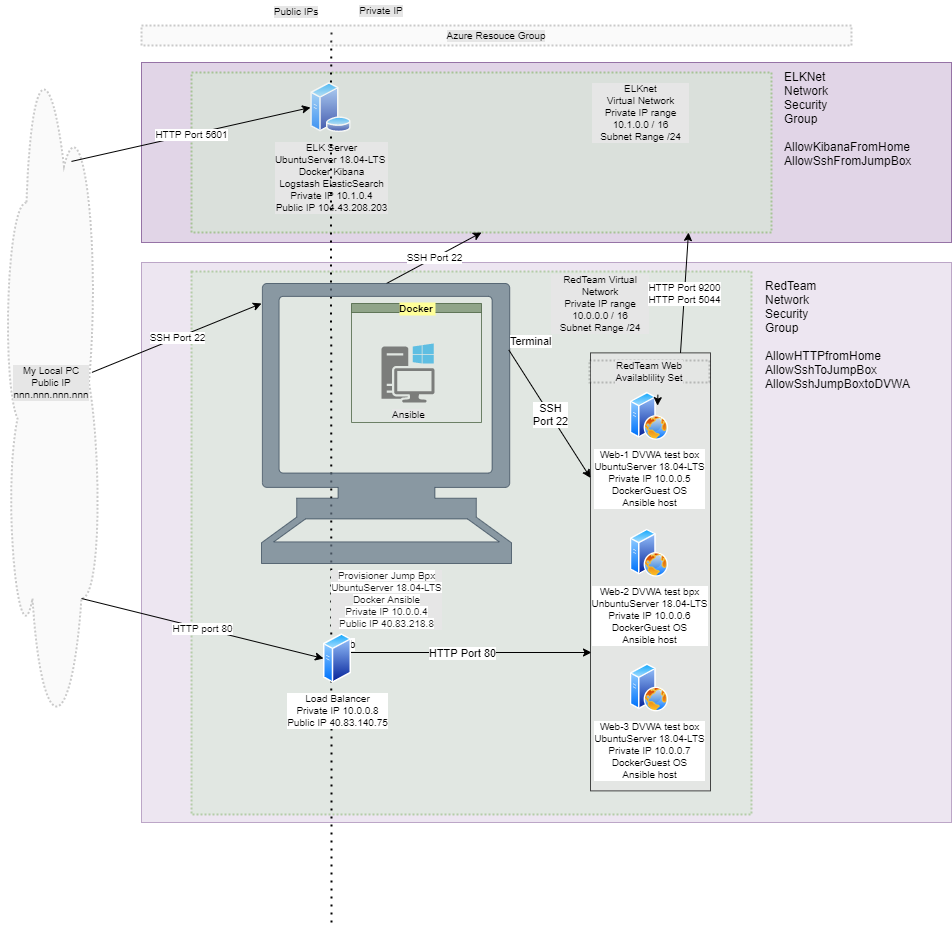 Public IPs
Private IP
Azure Resouce Group
ELKNet
Network
Security
Group
AllowKibanaFromHome
AllowSshFromJumpBox
ELKnet
Virtual Network
Private IP range
10.1.0.0 / 16
Subnet Range /24
HTTP Port 5601
ELK Server
UbuntuServer 18.04-LTS
Docker Kibana
Logstash ElasticSearch
Private IP 10.1.0.4
Public IP 104.43.208.203
SSH Port 22
RedTeam Virtual
Network
Private IP range
10.0.0.0 / 16
Subnet Range /24
HTTP Port 9200
HTTP Port 5044
RedTeam
Network
Security
Group
AllowHTTPfromHome
AllowSshToJumpBox
AllowSshJumpBoxtoDVWA
Docker
Ansible
SSH Port 22
Terminal
My Local PC
Public IP
nnn.nnn.nnn.nnn
RedTeam Web
Availablility Set
SSH
Port 22
Web-1 DVWA test box
UbuntuServer 18.04-LTS
Private IP 10.0.0.5
DockerGuest OS
Ansible host
Web-2 DVWA test bpx
UnbuntuServer 18.04-LTS
Private IP 10.0.0.6
DockerGuest OS
Ansible host
Provisioner Jump Bpx
UbuntuServer 18.04-LTS
Docker Ansible
Private IP 10.0.0.4
Public IP 40.83.218.8
HTTP port 80
HTTP Port 80
Load Balancer
Private IP 10.0.0.8
Public IP 40.83.140.75
Web-3 DVWA test box
UbuntuServer 18.04-LTS
Private IP 10.0.0.7
DockerGuest OS
Ansible host